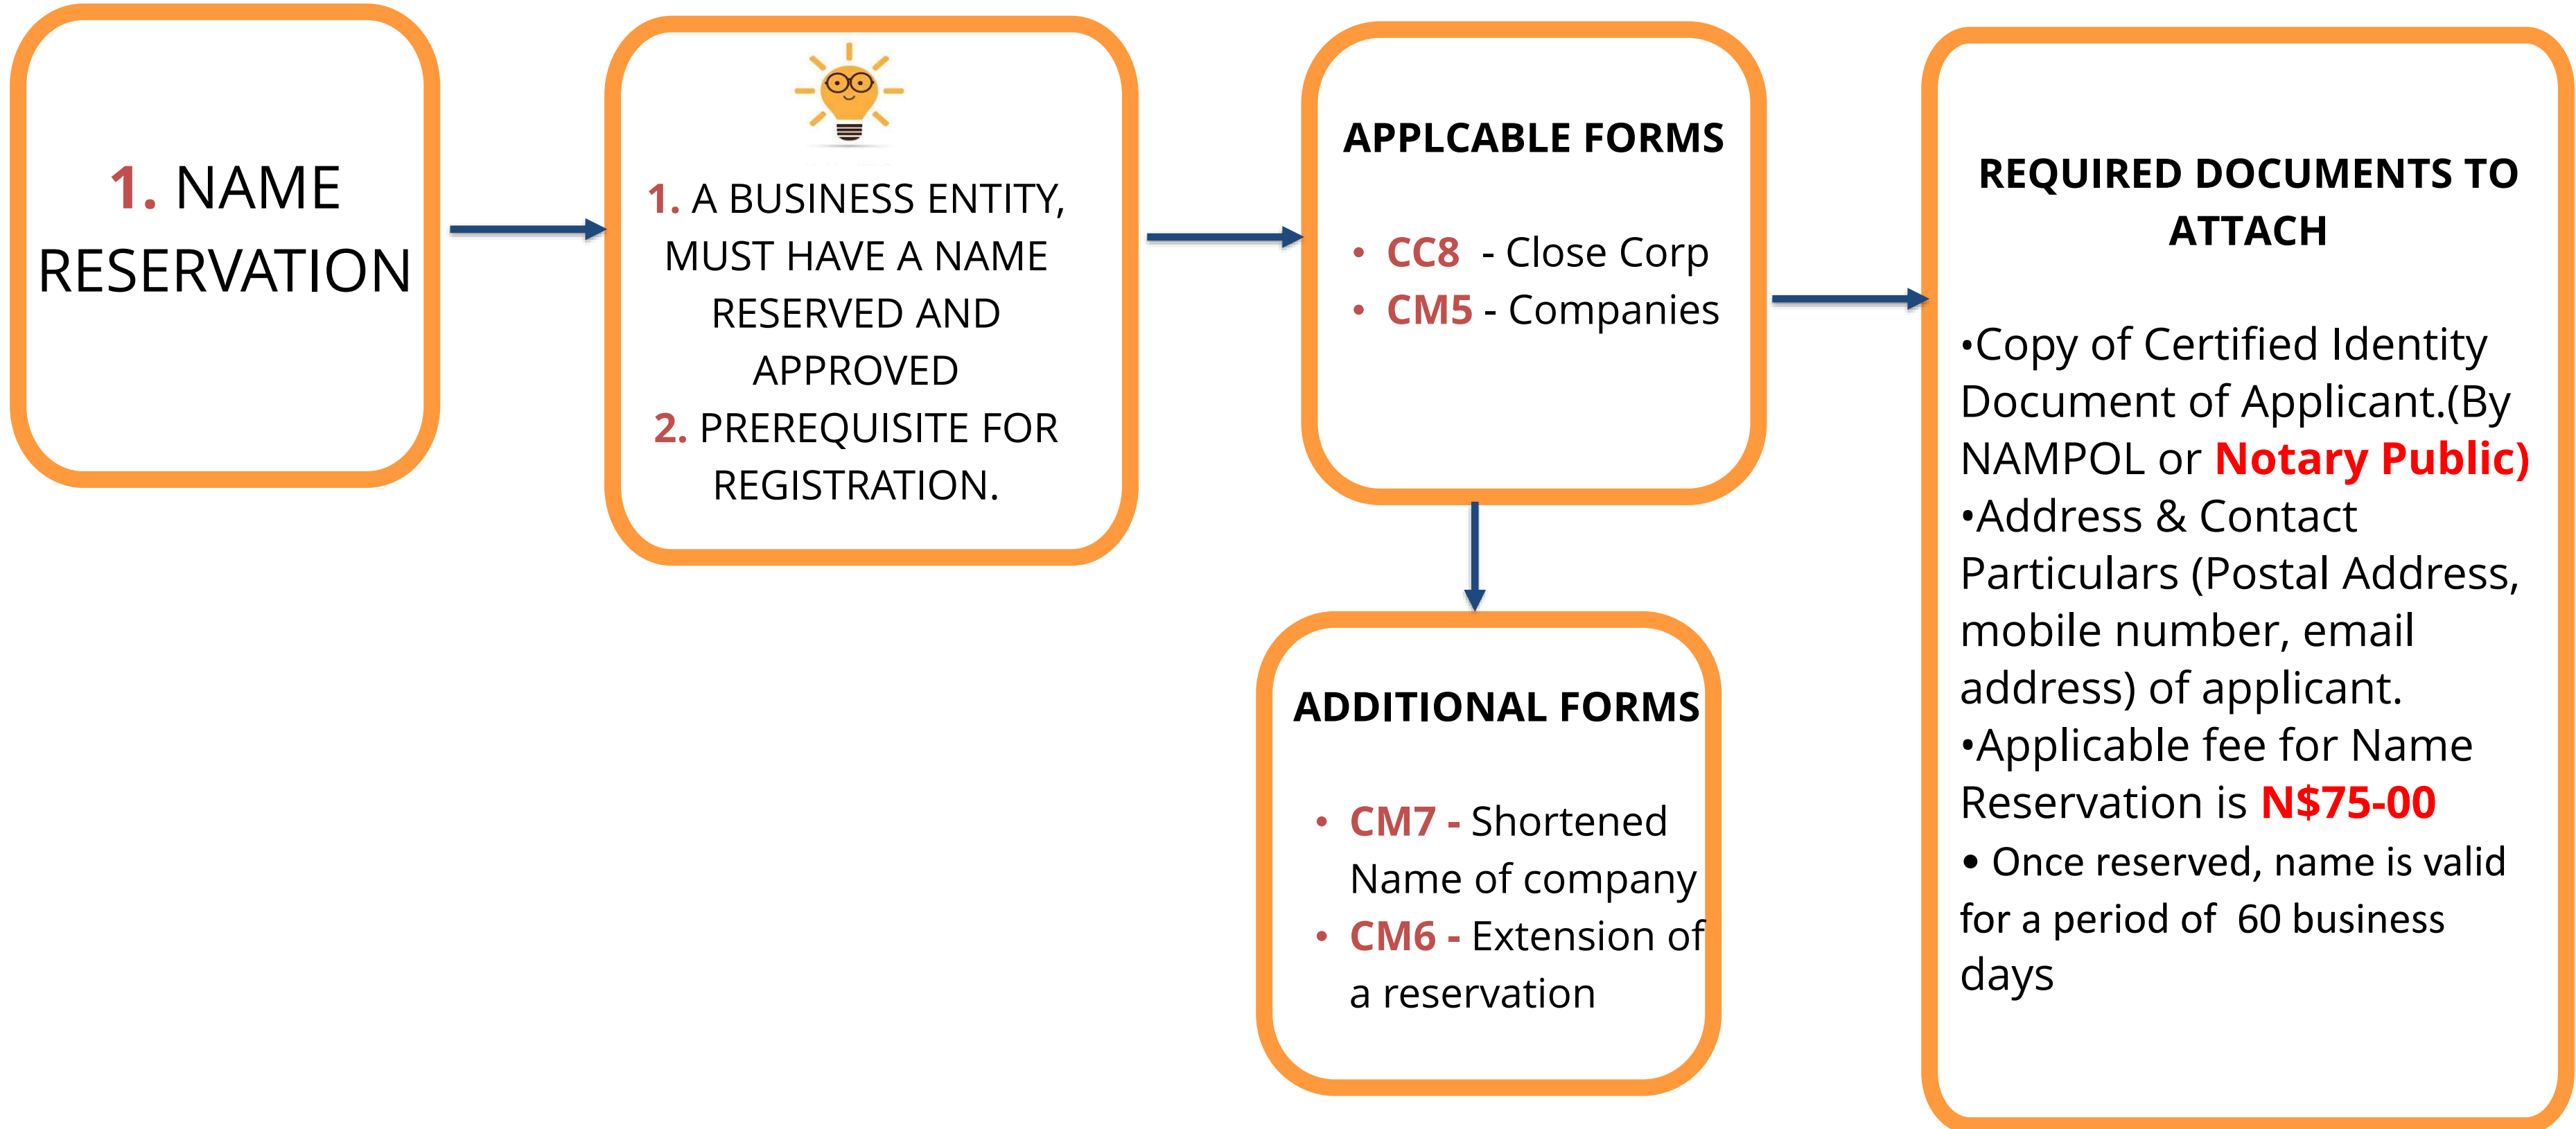 1. NAME
RESERVATION
1. A BUSINESS ENTITY,
MUST HAVE A NAME
RESERVED AND
APPROVED
2. PREREQUISITE FOR
REGISTRATION.
APPLCABLE FORMS
• CC8 - Close Corp
• CM5 - Companies
ADDITIONAL FORMS
• CM7 - Shortened
Name of company
• CM6 - Extension of
a reservation
REQUIRED DOCUMENTS TO
ATTACH
•Copy of Certified Identity
Document of Applicant.(By
NAMPOL or Notary Public)
•Address & Contact
Particulars (Postal Address,
mobile number, email
address) of applicant.
•Applicable fee for Name
Reservation is N$75-00
• Once reserved, name is valid
for a period of 60 business
days